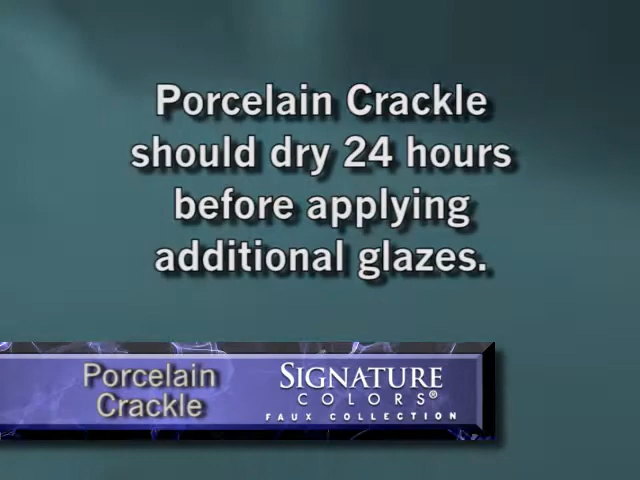 Porcelain Crackle
should dry 24 hours
before applying
additional glazes.
Porcelain
Crackle
SIGNATURE
COLORS®
FAUX COLLECTION